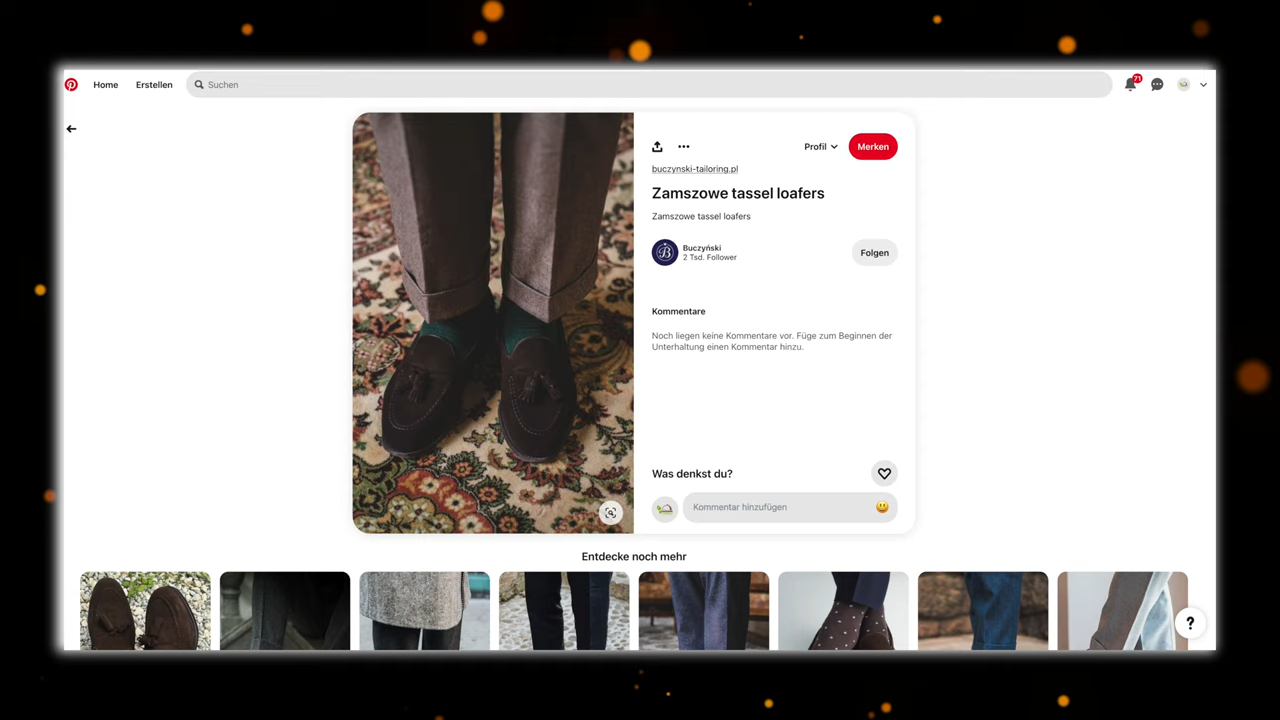 Home
Erstellen
Suchen
71
Profil
Merken
buczynski-tailoring.pl
Zamszowe tassel loafers
Zamszowe tassel loafers
B
Buczyński
2 Tsd. Follower
Folgen
Kommentare
Noch liegen keine Kommentare vor. Füge zum Beginnen der
Unterhaltung einen Kommentar hinzu.
Was denkst du?
Kommentar hinzufügen
Entdecke noch mehr
?